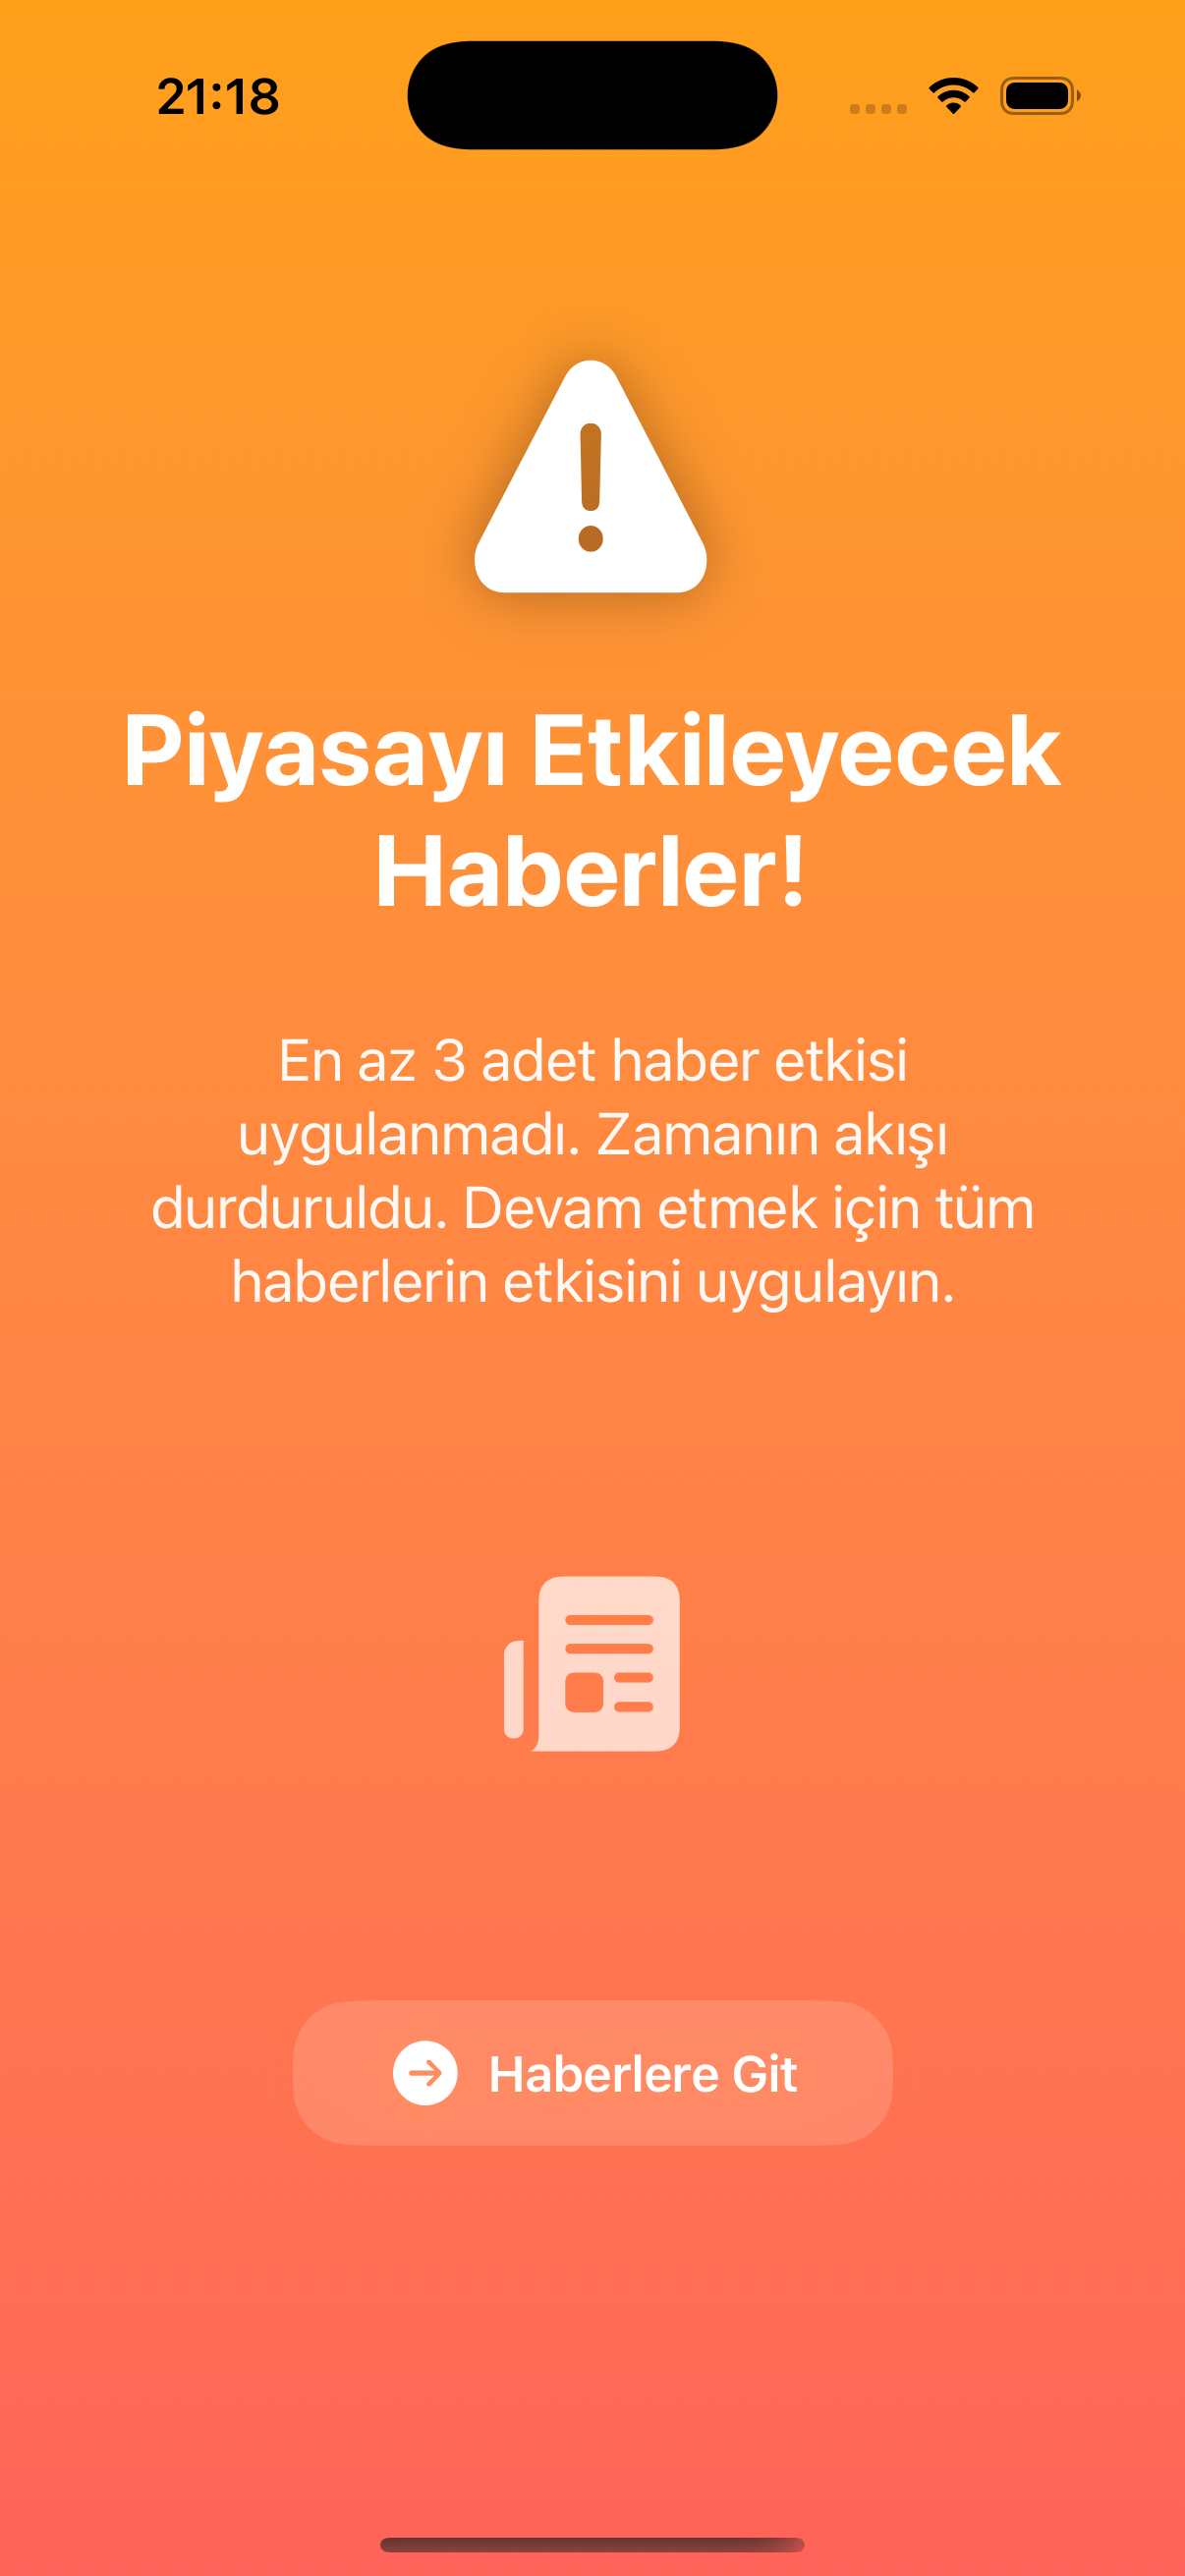 21:18
Piyasayı Etkileyecek
Haberler!
En az 3 adet haber etkisi
uygulanmadı. Zamanın akışı
durduruldu. Devam etmek için tüm
haberlerin etkisini uygulayın.
Haberlere Git